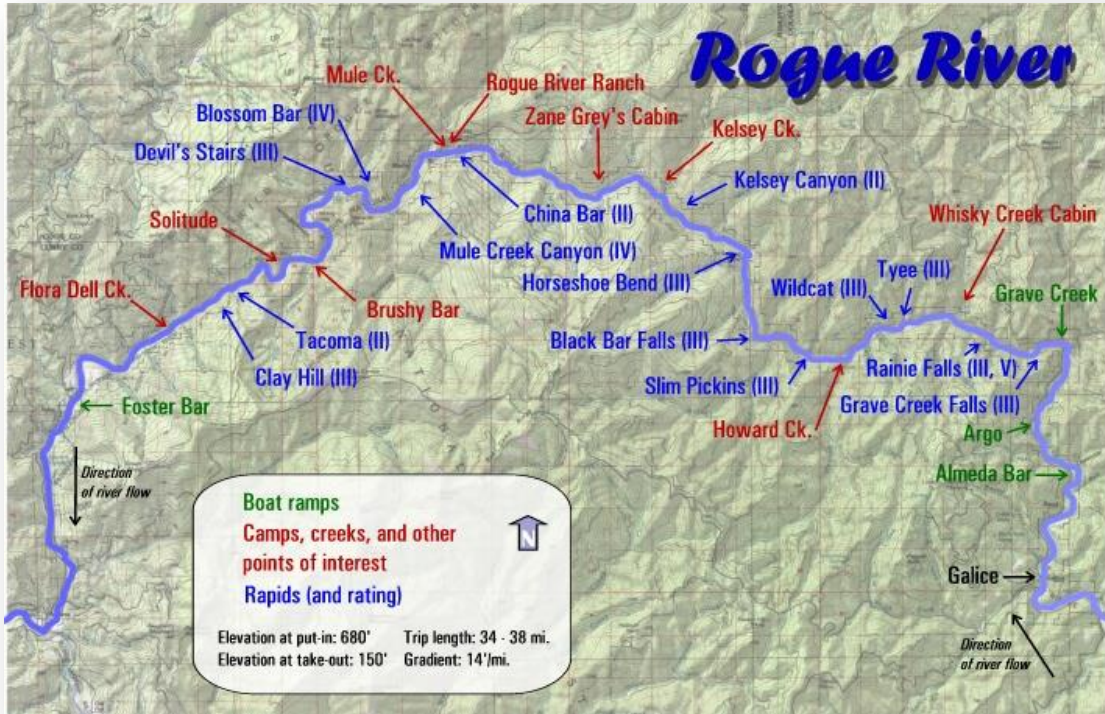 Rogue River
Mule Ck.
Rogue River Ranch
Zane Grey's Cabin
Kelsey Ck.
Blossom Bar (IV)
Devil's Stairs (III)
Kelsey Canyon (II)
China Bar (II)
Solitude
Mule Creek Canyon (IV)
Whisky Creek Cabin
Horseshoe Bend (III)
Tyee (III)
Wildcat (III)
Grave Creek
Flora Dell Ck.
Brushy Bar
Tacoma (II)
Black Bar Falls (III)
Rainie Falls (III, V)
Clay Hill (III)
Slim Pickins (III)
Grave Creek Falls (III)
Foster Bar
Howard Ck.
Argo
Almeda Bar
Direction
of river flow
Boat ramps
Camps, creeks, and other
points of interest
N
Rapids (and rating)
Galice
Elevation at put-in: 680' Trip length: 34 - 38 mi.
Elevation at take-out: 150' Gradient: 14'/mi.
Direction
of river flow